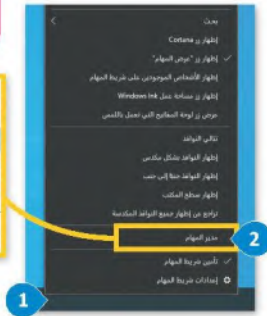 بحث
إظهار زر Cortana
إظهار زر "عرض المهام"
إظهار الأشخاص الموجودين على شريط المهام
إظهار زر مساحة عمل Windows Ink
عرض زر لوحة المفاتيح التي تعمل باللمس
تتالي النوافذ
إظهار النوافذ بشكل مكدس
إظهار النوافذ جنبًا إلى جنب
إظهار سطح المكتب
تراجع عن إظهار جميع النوافذ المكدسة
مدير المهام
2
تأمين شريط المهام
إعدادات شريط المهام
1